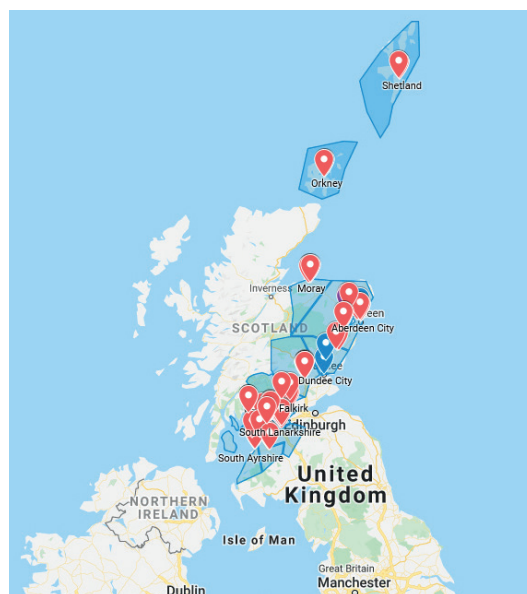 Shetland
Orkney
Inverness
Moray
SCOTLAND
Aberdeen City
Dundee City
Falkirk
Edinburgh
South Lanarkshire
South Ayrshire
United
Kingdom
NORTHERN
IRELAND
Isle of Man
Great Britain
Manchester
Dublin